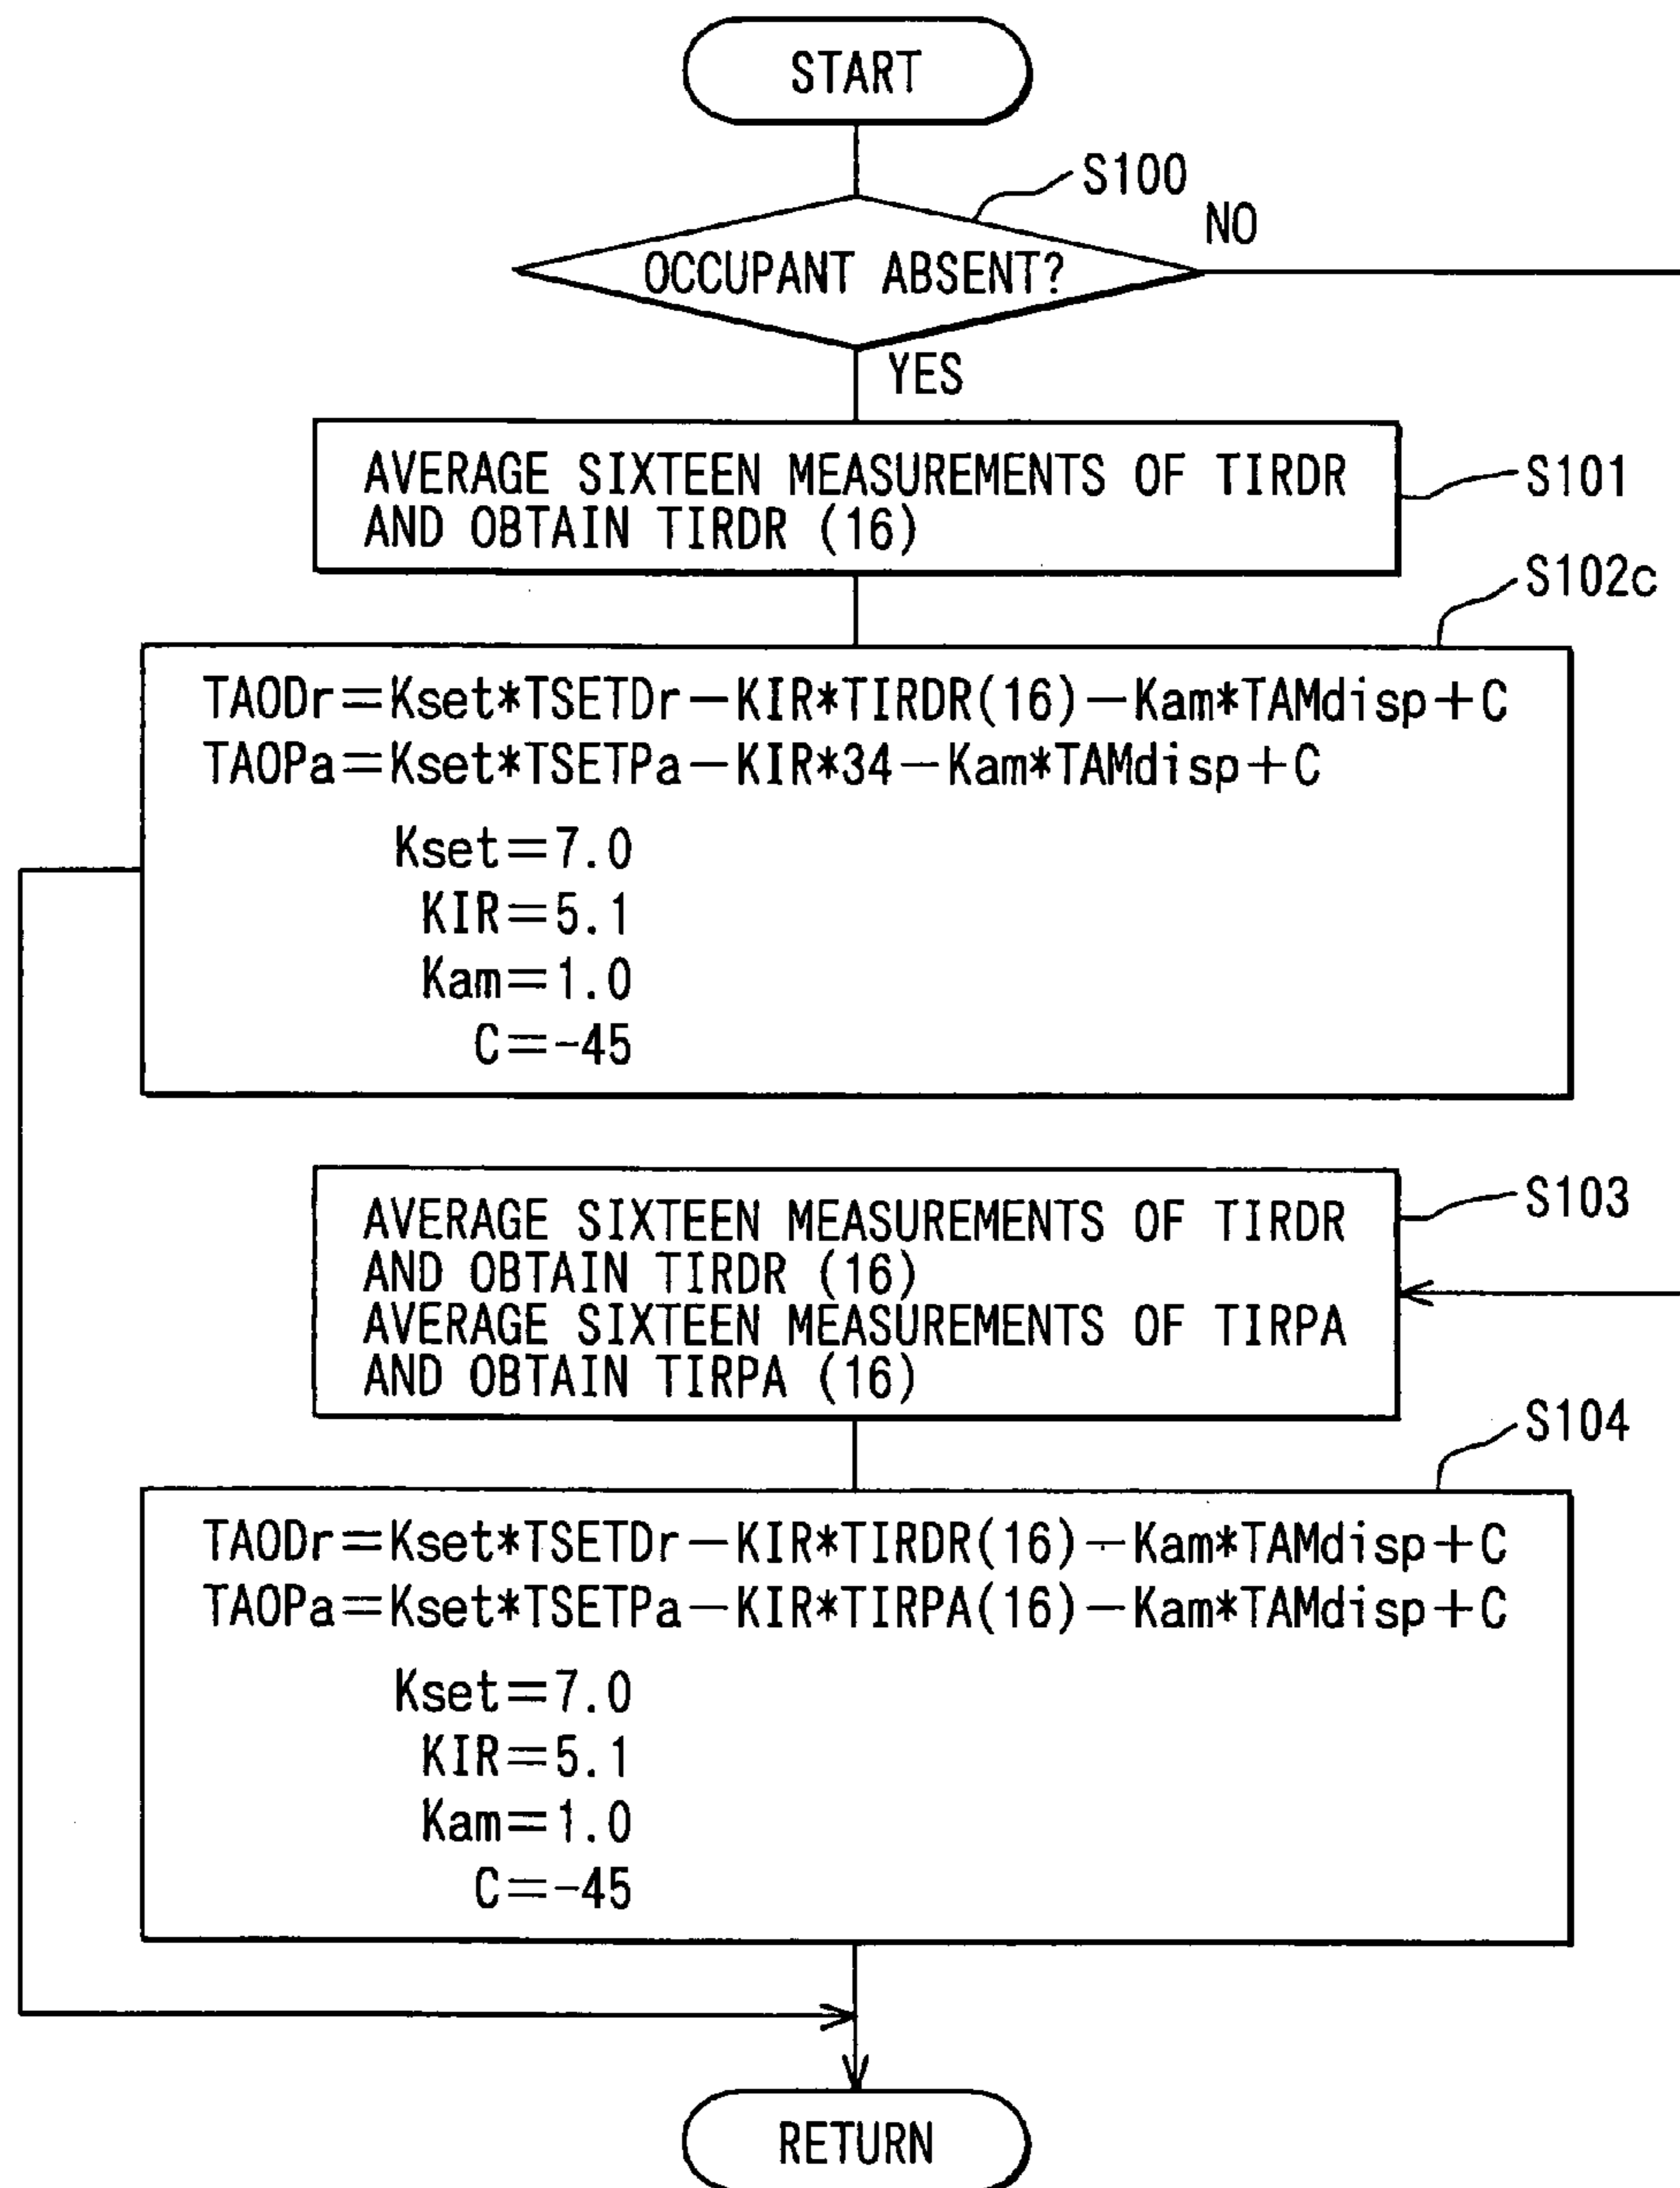 START
S100
NO
OCCUPANT ABSENT?
YES
AVERAGE SIXTEEN MEASUREMENTS OF TIRDR
AND OBTAIN TIRDR (16)
S101
S102c
TAODr=Kset*TSETDr-KIR*TIRDR(16)-Kam*TAMdisp+C
TAOPa=Kset*TSETPa-KIR*34-Kam*TAMdisp+C
Kset=7.0
KIR=5.1
Kam=1.0
C=-45
AVERAGE SIXTEEN MEASUREMENTS OF TIRDR
AND OBTAIN TIRDR (16)
AVERAGE SIXTEEN MEASUREMENTS OF TIRPA
AND OBTAIN TIRPA (16)
S103
S104
TAODr=Kset*TSETDr-KIR*TIRDR(16)-Kam*TAMdisp+C
TAOPa=Kset*TSETPa-KIR*TIRPA(16)-Kam*TAMdisp+C
Kset=7.0
KIR=5.1
Kam=1.0
C=-45
RETURN